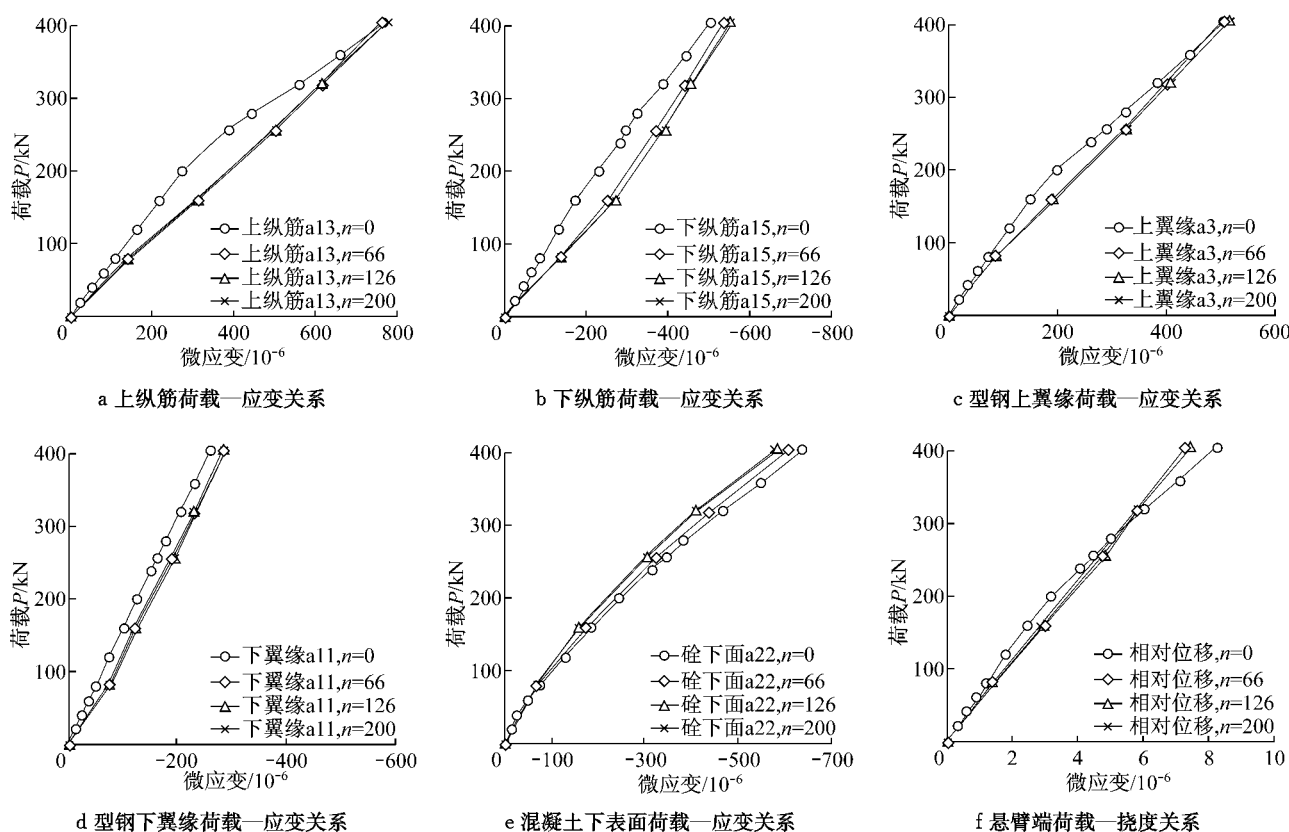 400
300
200
100
0
200
400
600
800
荷载P/kN
微应变/10⁻⁶
上纵筋a13,n=0
上纵筋a13,n=66
上纵筋a13,n=126
上纵筋a13,n=200
a 上纵筋荷载—应变关系
400
300
200
100
0
-200
-400
-600
-800
荷载P/kN
微应变/10⁻⁶
下纵筋a15,n=0
下纵筋a15,n=66
下纵筋a15,n=126
下纵筋a15,n=200
b 下纵筋荷载—应变关系
400
300
200
100
0
200
400
600
荷载P/kN
微应变/10⁻⁶
上翼缘a3,n=0
上翼缘a3,n=66
上翼缘a3,n=126
上翼缘a3,n=200
c 型钢上翼缘荷载—应变关系
400
300
200
100
0
-200
-400
-600
荷载P/kN
微应变/10⁻⁶
下翼缘a11,n=0
下翼缘a11,n=66
下翼缘a11,n=126
下翼缘a11,n=200
d 型钢下翼缘荷载—应变关系
400
300
200
100
0
-100
-300
-500
-700
荷载P/kN
微应变/10⁻⁶
砼下面a22,n=0
砼下面a22,n=66
砼下面a22,n=126
砼下面a22,n=200
e 混凝土下表面荷载—应变关系
400
300
200
100
0
2
4
6
8
10
荷载P/kN
微应变/10⁻⁶
相对位移,n=0
相对位移,n=66
相对位移,n=126
相对位移,n=200
f 悬臂端荷载—挠度关系